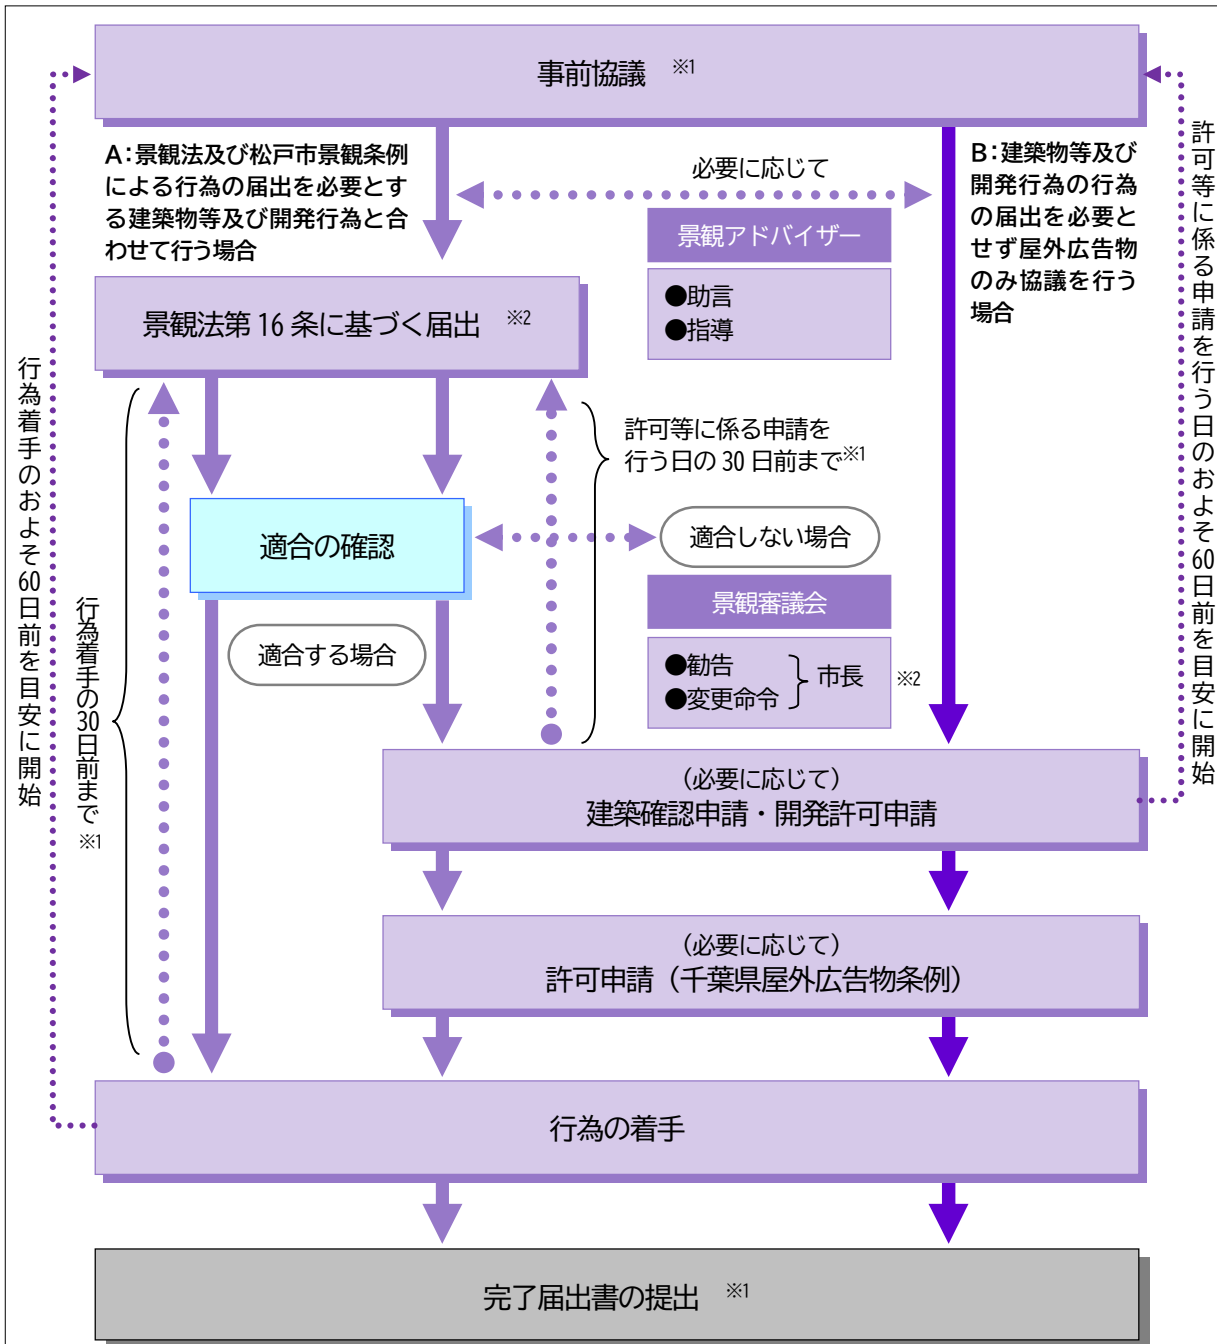 事前協議 ※1
A：景観法及び松戸市景観条例
による行為の届出を必要とす
る建築物等及び開発行為と合
わせて行う場合
必要に応じて
B：建築物等及び
開発行為の行為
の届出を必要と
せず屋外広告物
のみ協議を行う
場合
景観アドバイザー
●助言
●指導
景観法第 16 条に基づく届出 ※2
許可等に係る申請を
行う日の 30 日前まで※1
適合の確認
適合しない場合
景観審議会
●勧告
●変更命令
市長 ※2
適合する場合
行為着手のおよそ60日前を目安に開始
行為着手の30日前まで※1
許可等に係る申請を行う日のおよそ60日前を目安に開始
（必要に応じて）
建築確認申請・開発許可申請
（必要に応じて）
許可申請（千葉県屋外広告物条例）
行為の着手
完了届出書の提出 ※1